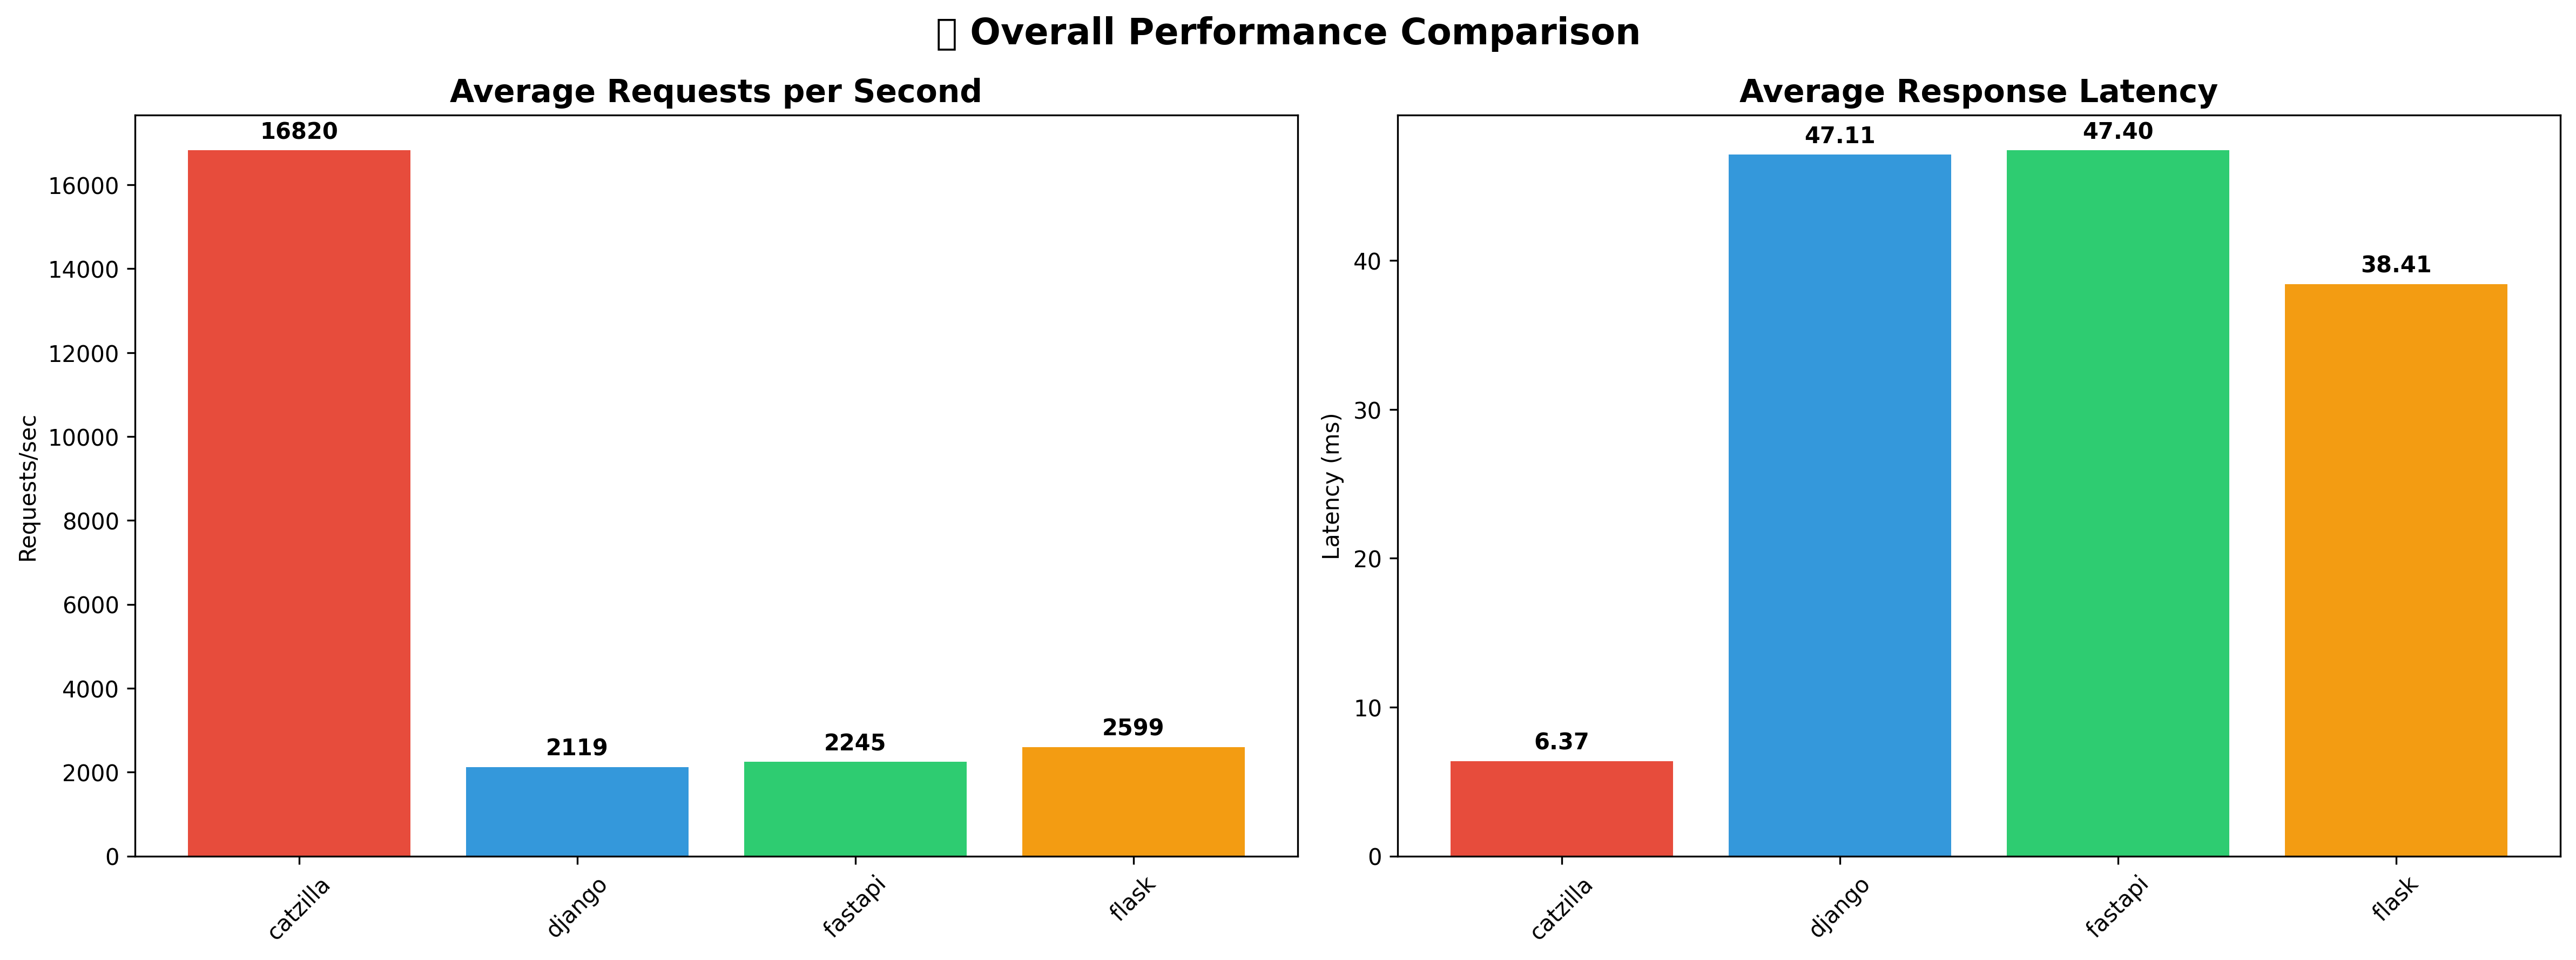 Overall Performance Comparison
Average Requests per Second
16820
16000
14000
12000
10000
8000
6000
4000
2000
0
Requests/sec
2119
2245
2599
catzilla
django
fastapi
flask
Average Response Latency
47.11
47.40
38.41
6.37
40
30
20
10
0
Latency (ms)
catzilla
django
fastapi
flask